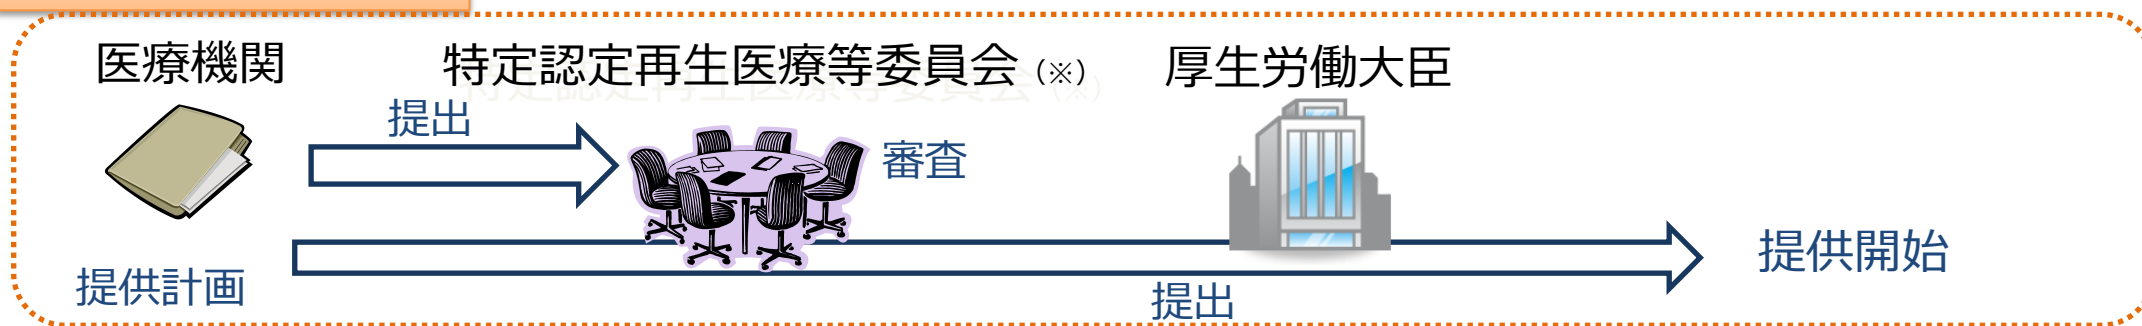 医療機関
特定認定再生医療等委員会（※）
厚生労働大臣
提出
審査
提供計画
提出
提供開始